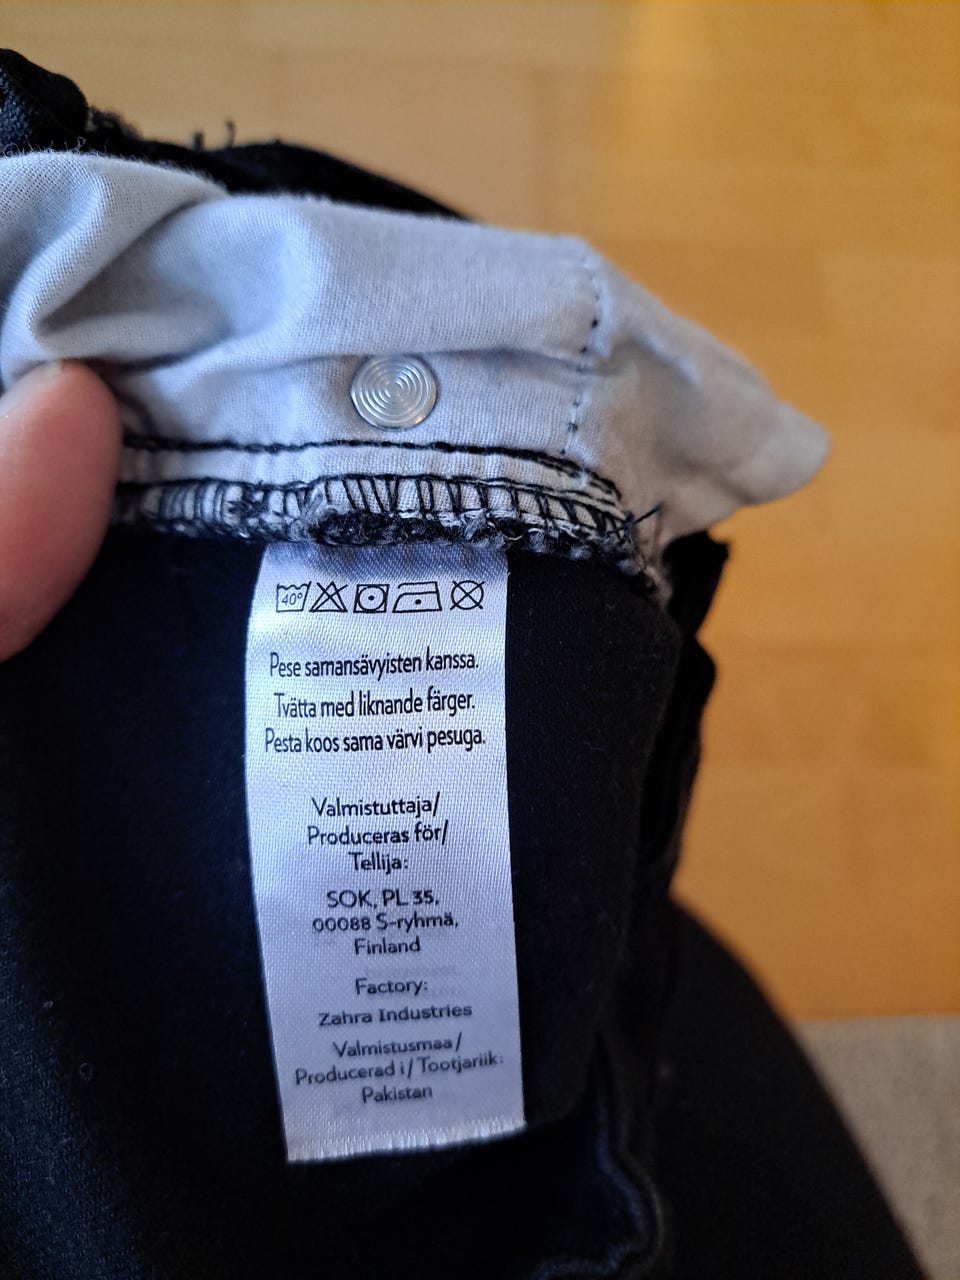 40°
Pese samansävyisten kanssa.
Tvätta med liknande färger.
Pesta koos sama värvi pesuga.
Valmistuttaja/
Produceras för/
Tellija:
SOK, PL 35,
00088 S-ryhmä,
Finland
Factory:
Zahra Industries
Valmistusmaa/
Producerad i/Tootjariik:
Pakistan